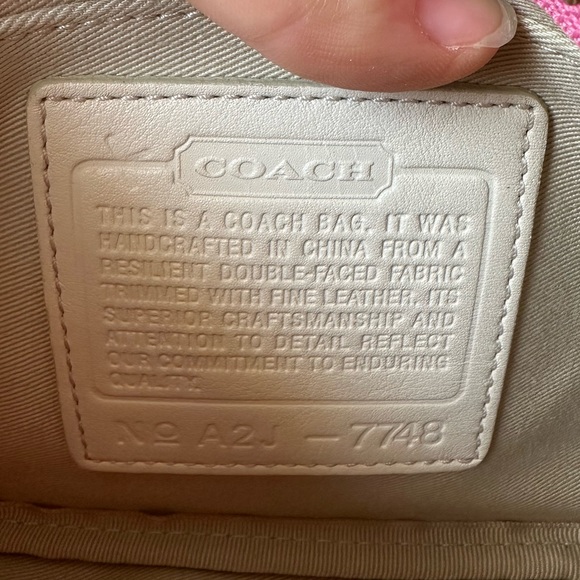 COACH
THIS IS A COACH BAG. IT WAS
HANDCRAFTED IN CHINA FROM A
RESILIENT DOUBLE-FACED FABRIC
TRIMMED WITH FINE LEATHER. ITS
SUPERIOR CRAFTSMANSHIP AND
ATTENTION TO DETAIL REFLECT
OUR COMMITMENT TO ENDURING
QUALITY.
No A2J – 7748